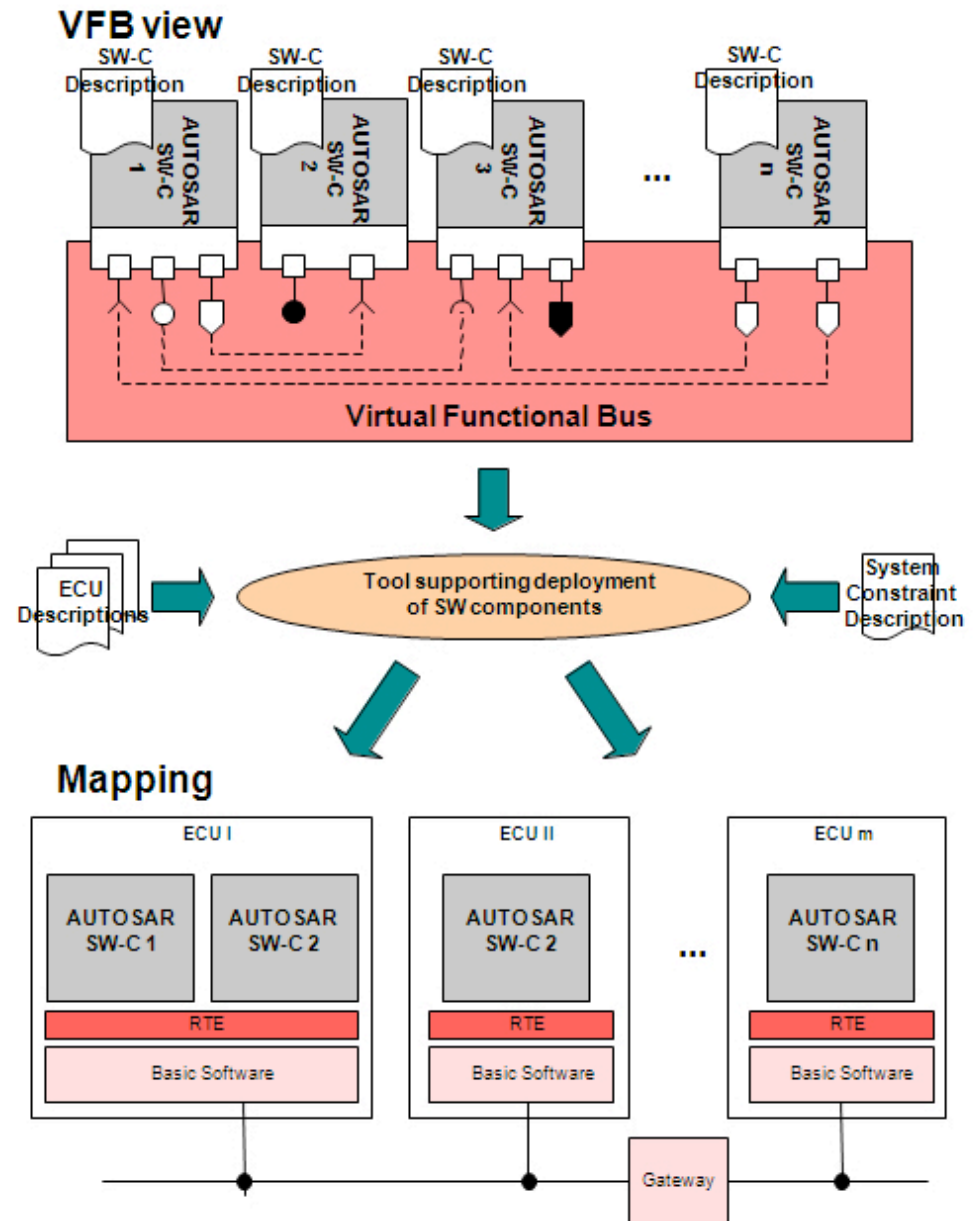 VFB view
SW-C
Description
SW-C
Description
SW-C
Description
SW-C
Description
AUTOSAR
SW-C
1
AUTOSAR
SW-C
2
AUTOSAR
SW-C
3
...
AUTOSAR
SW-C
n
Virtual Functional Bus
ECU
Descriptions
Tool supporting deployment
of SW components
System
Constraint
Description
Mapping
ECU I
AUTOSAR
SW-C 1
AUTOSAR
SW-C 2
RTE
Basic Software
ECU II
AUTOSAR
SW-C 2
RTE
Basic Software
...
ECU m
AUTOSAR
SW-C n
RTE
Basic Software
Gateway